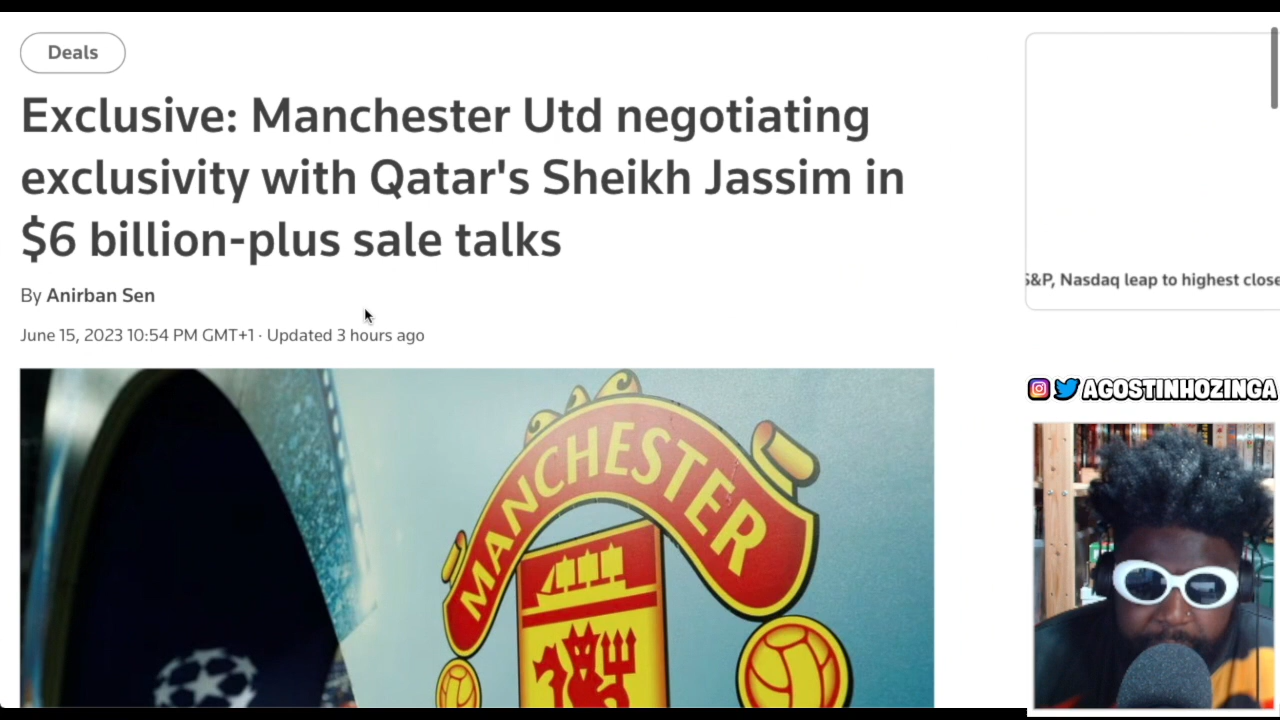 Deals
Exclusive: Manchester Utd negotiating
exclusivity with Qatar's Sheikh Jassim in
$6 billion-plus sale talks
By Anirban Sen
June 15, 2023 10:54 PM GMT+1 · Updated 3 hours ago
S&P, Nasdaq leap to highest close
AGOSTINHOZINGA
MANCHESTER